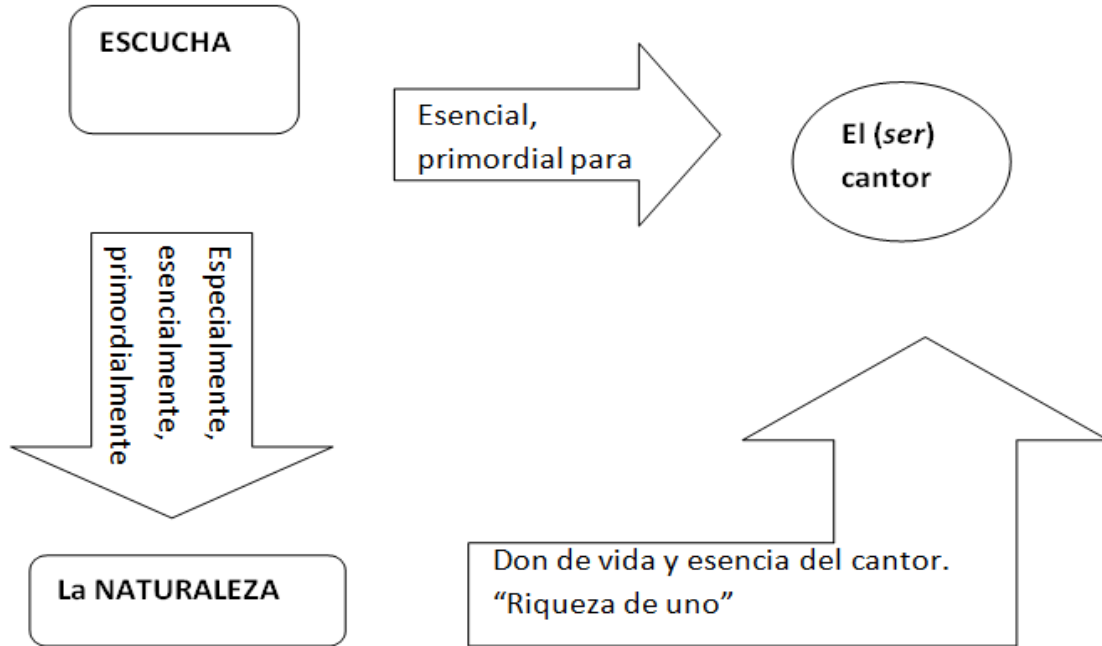 ESCUCHA
Esencial,
primordial para
El (ser)
cantor
Especialmente,
esencialmente,
primordialmente
La NATURALEZA
Don de vida y esencia del cantor.
“Riqueza de uno”